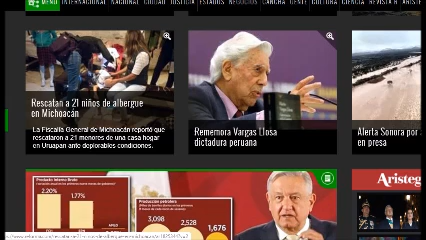 MENÚ INTERNACIONAL NACIONAL CIUDAD JUSTICIA ESTADOS NEGOCIOS CANCHA GENTE CULTURA CIENCIA REVISTA R
Rescatan a 21 niños de albergue
en Michoacán
La Fiscalía General de Michoacán reportó que
rescataron a 21 menores de una casa hogar
en Uruapan ante deplorables condiciones.
Rememora Vargas Llosa
dictadura peruana
Alerta Sonora por
en presa
Producto Interno Bruto
2.20%
1.77%
Producción petrolera
3,098
2,528
1,676
Aristeg